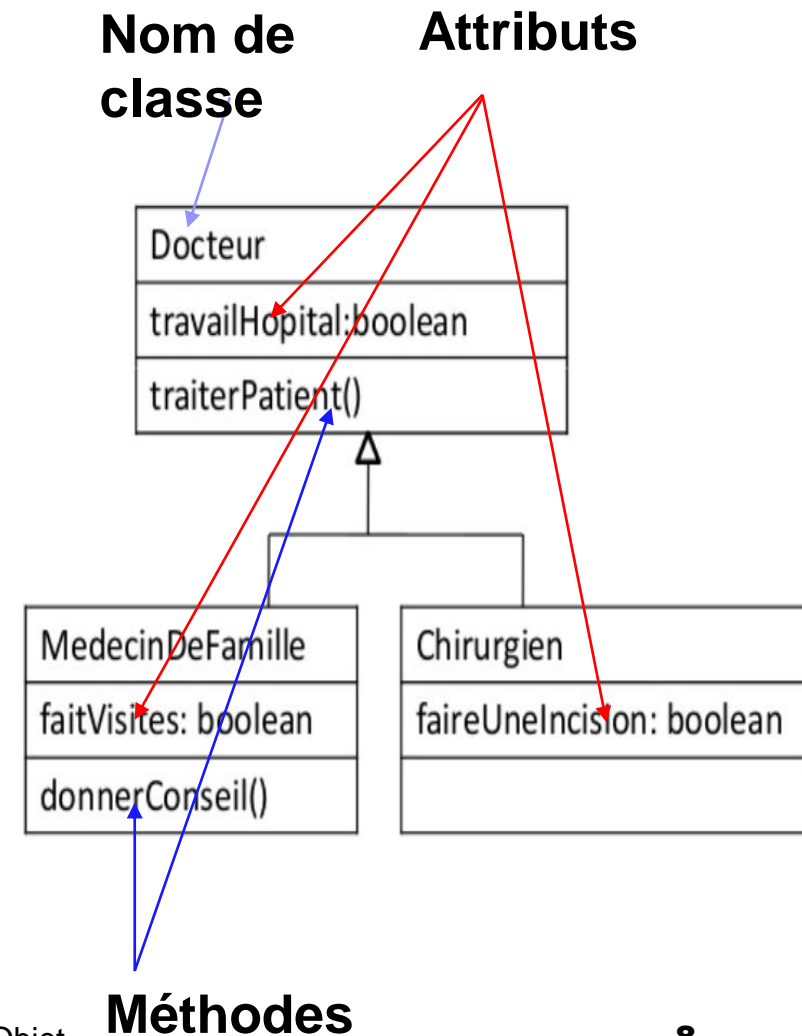 Nom de
classe
Attributs
Docteur
travailHopital:boolean
traiterPatient()
MedecinDeFamille
faitVisites: boolean
donnerConseil()
Chirurgien
faireUneIncision: boolean
Méthodes